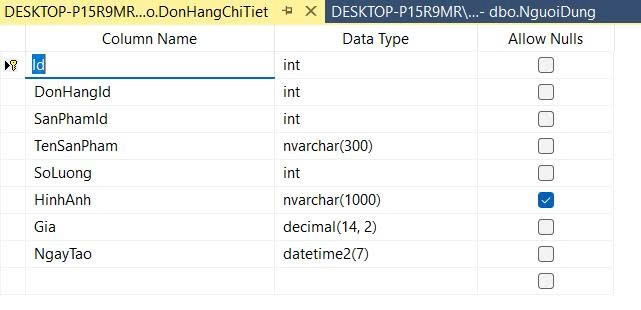 DESKTOP-P15R9MR...o.DonHangChiTiet DESKTOP-P15R9MR\...- dbo.NguoiDung
Column Name Data Type Allow Nulls
Id int
DonHangId int
SanPhamId int
TenSanPham nvarchar(300)
SoLuong int
HinhAnh nvarchar(1000)
Gia decimal(14, 2)
NgayTao datetime2(7)